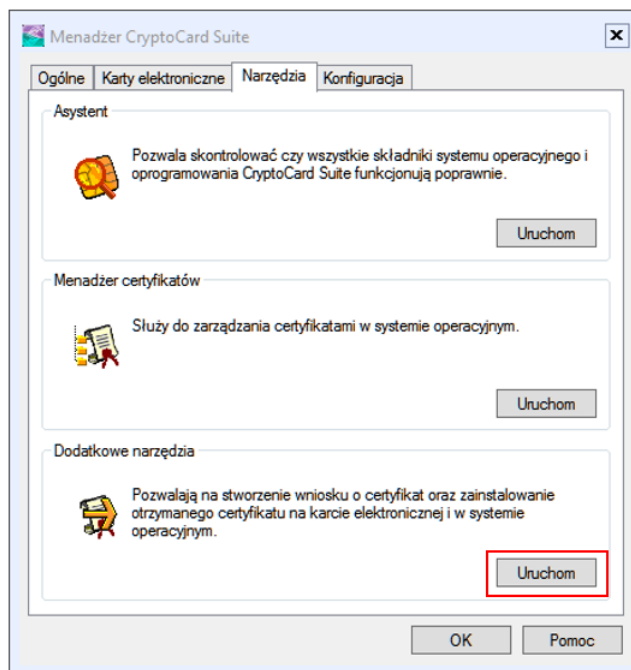 Menadżer CryptoCard Suite
Ogólne Karty elektroniczne Narzędzia Konfiguracja
Asystent
Pozwala skontrolować czy wszystkie składniki systemu operacyjnego i
oprogramowania CryptoCard Suite funkcjonują poprawnie.
Uruchom
Menadżer certyfikatów
Służy do zarządzania certyfikatami w systemie operacyjnym.
Uruchom
Dodatkowe narzędzia
Pozwalają na stworzenie wniosku o certyfikat oraz zainstalowanie
otrzymanego certyfikatu na karcie elektronicznej i w systemie
operacyjnym.
Uruchom
OK Pomoc